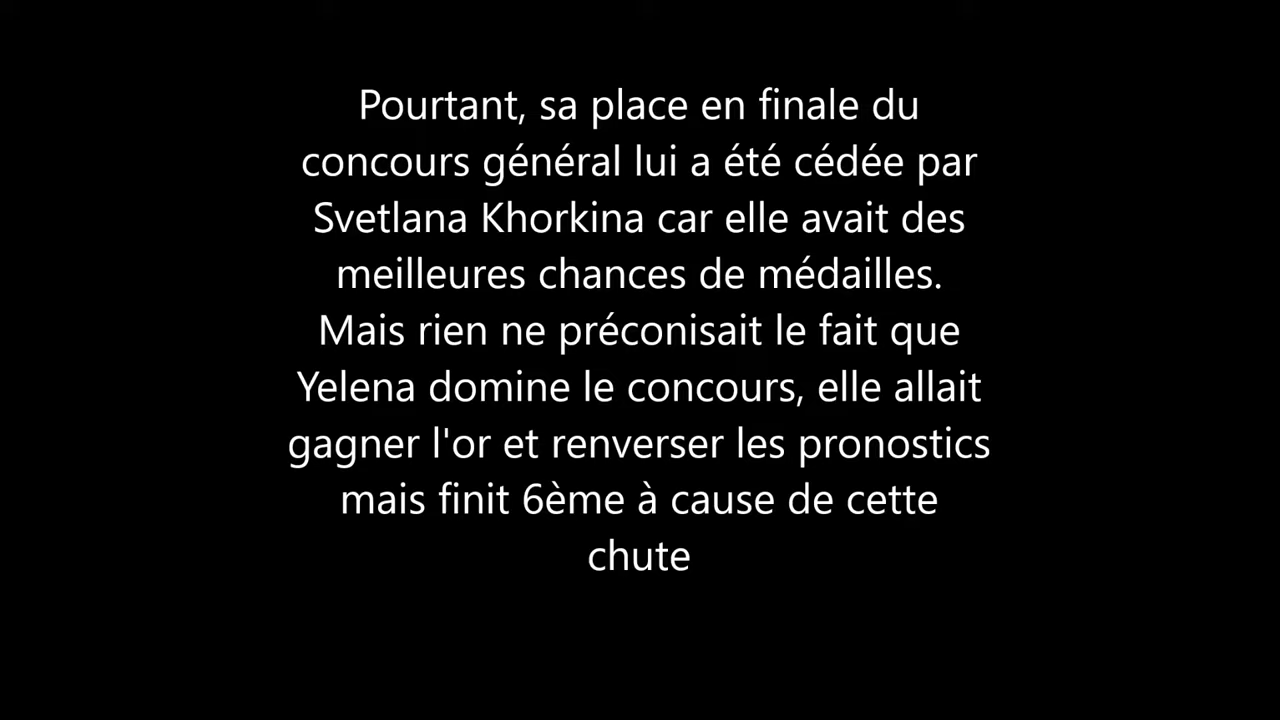 Pourtant, sa place en finale du
concours général lui a été cédée par
Svetlana Khorkina car elle avait des
meilleures chances de médailles.
Mais rien ne préconisait le fait que
Yelena domine le concours, elle allait
gagner l'or et renverser les pronostics
mais finit 6ème à cause de cette
chute